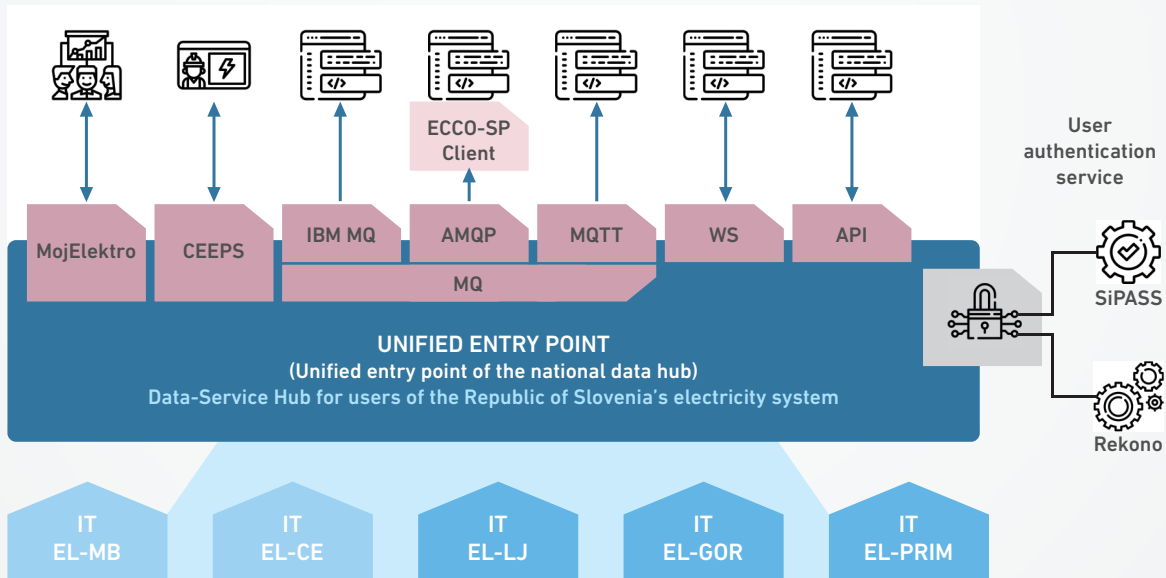 </>
</>
</>
</>
</>
ECCO-SP
Client
User
authentication
service
MojElektro
CEEPS
IBM MQ
AMQP
MQTT
WS
API
MQ
SiPASS
UNIFIED ENTRY POINT
(Unified entry point of the national data hub)
Data-Service Hub for users of the Republic of Slovenia's electricity system
Rekono
IT
EL-MB
IT
EL-CE
IT
EL-LJ
IT
EL-GOR
IT
EL-PRIM